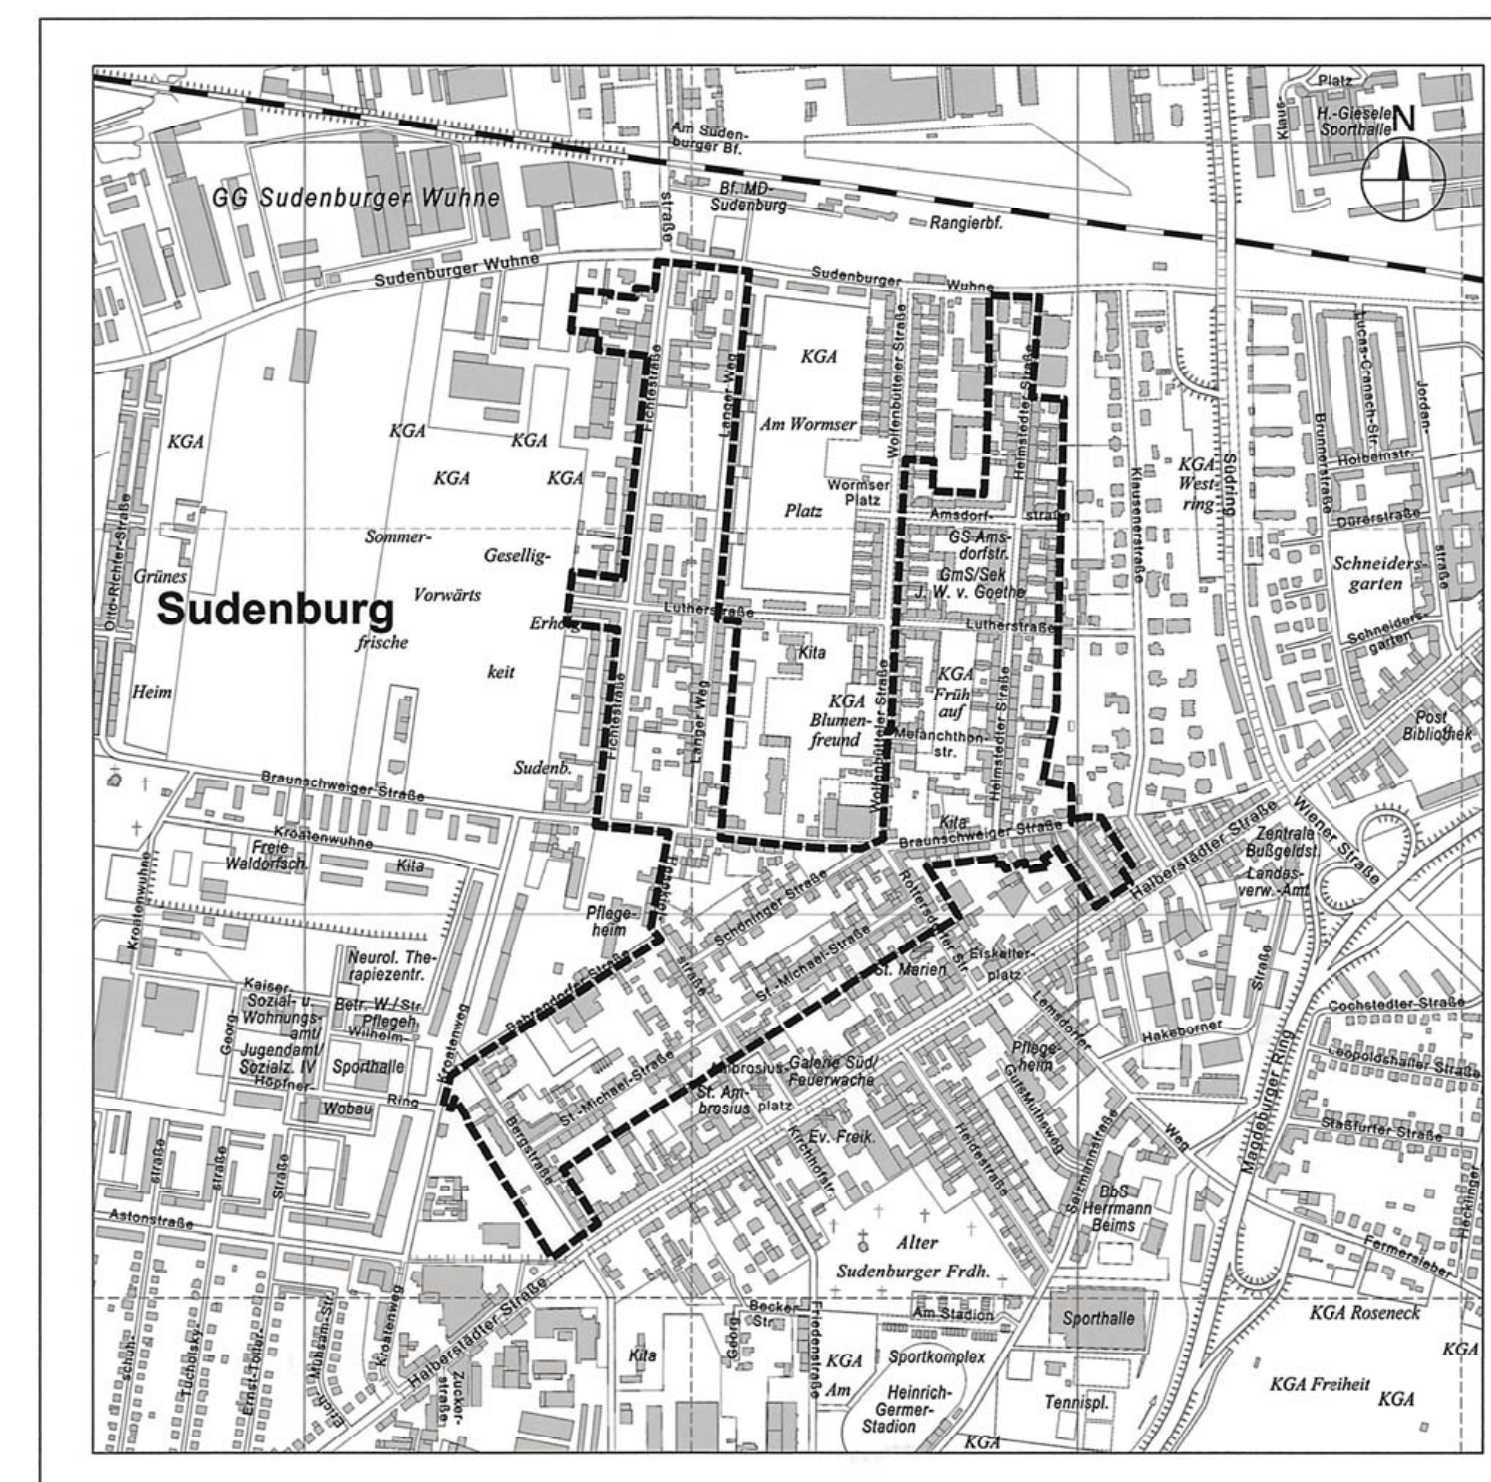 Platz
H.-Giesele
Sporthalle
Klaus-
N
Am Suden-
burger Bf.
GG Sudenburger Wuhne
Bf. MD-
Sudenburg
straße
Rangierbf.
Sudenburger Wuhne
Sudenburger Wuhne
KGA
Am Wormser
Platz
Wormser
Platz
Wolfenbütteler Straße
Helmstedter Straße
Fichtestraße
Langer Weg
KGA
KGA
KGA
KGA
KGA
KGA
West-
ring
Südring
Klausenerstraße
Brunnerstraße
Lucas-Cranach-Str.
Jordan-
straße
Holbeinstr.
Dürerstraße
Schneiders-
garten
Schneiders-
garten
Amsdorf-
straße
GS Ams-
dorfstr.
GmS/Sek
J. W. v. Goethe
Otto-Richter-Straße
Grünes
Heim
Sudenburg
Sommer-
frische
Gesellig-
keit
Vorwärts
Erholg.
Sudenb.
Lutherstraße
Lutherstraße
Kita
KGA
Blumen-
freund
KGA
Früh
auf
Melanchthon-
str.
Fichtestraße
Langer Weg
Wolfenbütteler Straße
Helmstedter Straße
Post
Bibliothek
Braunschweiger Straße
Kroatenwuhne
Freie
Waldorfsch.
Kita
Kroatenwuhne
Kita
Braunschweiger Straße
Halberstädter Straße
Wiener Straße
Zentrale
Bußgeldst.
Landes-
verw.-Amt
Pflege-
heim
Schöninger Straße
Rottersdorfer Str.
St.-Michael-Straße
St. Marien
Eiskeller-
platz
straße
Neurol. The-
rapiezentr.
Betr. W./Str.
Pflegeh.
Kaiser-
Wilhelm-
Sozial- u.
Wohnungs-
amt/
Jugendamt/
Sozialz. IV
Georg-
Höpfner-
Ring
Sporthalle
Wobau
Kroatenweg
Bahrendorfer Straße
St.-Michael-Straße
Bergstraße
Ambrosius-
platz
St. Am-
brosius
Galerie Süd/
Feuerwache
Ev. Freik.
Kirchhofstr.
Lemsdorfer
Weg
Pflege-
heim
GutsMuthsweg
Heidestraße
Salzmannstraße
BbS
Herrmann
Beims
Hakeborner
Straße
Magdeburger Ring
Cochstedter Straße
Leopoldshaller Straße
Staßfurter Straße
Hecklinger
Fermersleber
straße
straße
Straße
Astonstraße
schuh-
Tucholsky-
Ernst-Toller-
Erich-
Mühsam-Str.
Kroatenweg
Halberstädter Straße
Zucker-
straße
Kita
Georg-
Becker-
Str.
Friedenstraße
KGA
Am
Alter
Sudenburger Frdh.
Am Stadion
Sportkomplex
Heinrich-
Germer-
Stadion
KGA
Sporthalle
Tennispl.
KGA Roseneck
KGA
KGA Freiheit
KGA